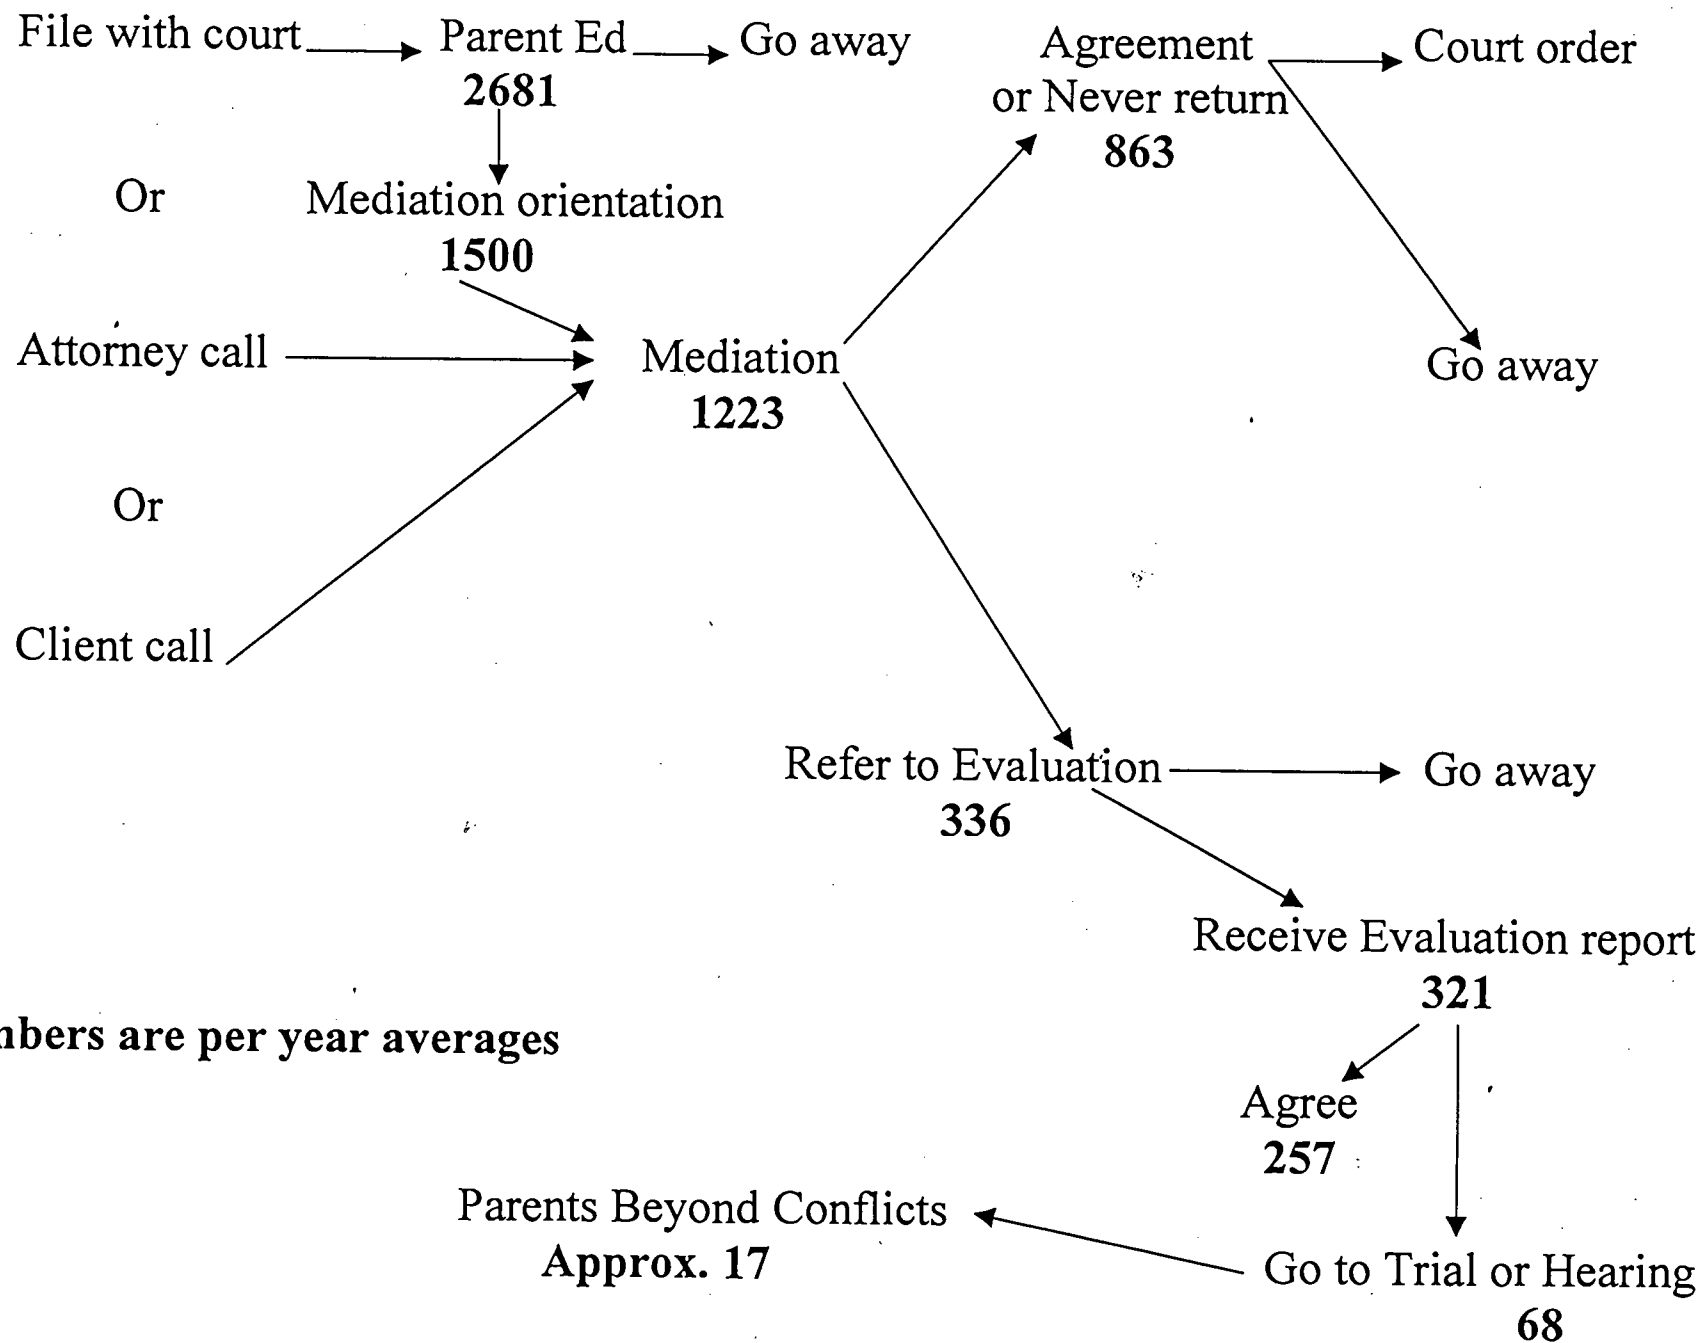 File with court
Parent Ed
2681
Go away
Agreement
or Never return
863
Court order
Or
Mediation orientation
1500
Attorney call
Mediation
1223
Go away
Or
Client call
Refer to Evaluation
336
Go away
Receive Evaluation report
321
are per year averages
Agree
257
Parents Beyond Conflicts
Approx. 17
Go to Trial or Hearing
68